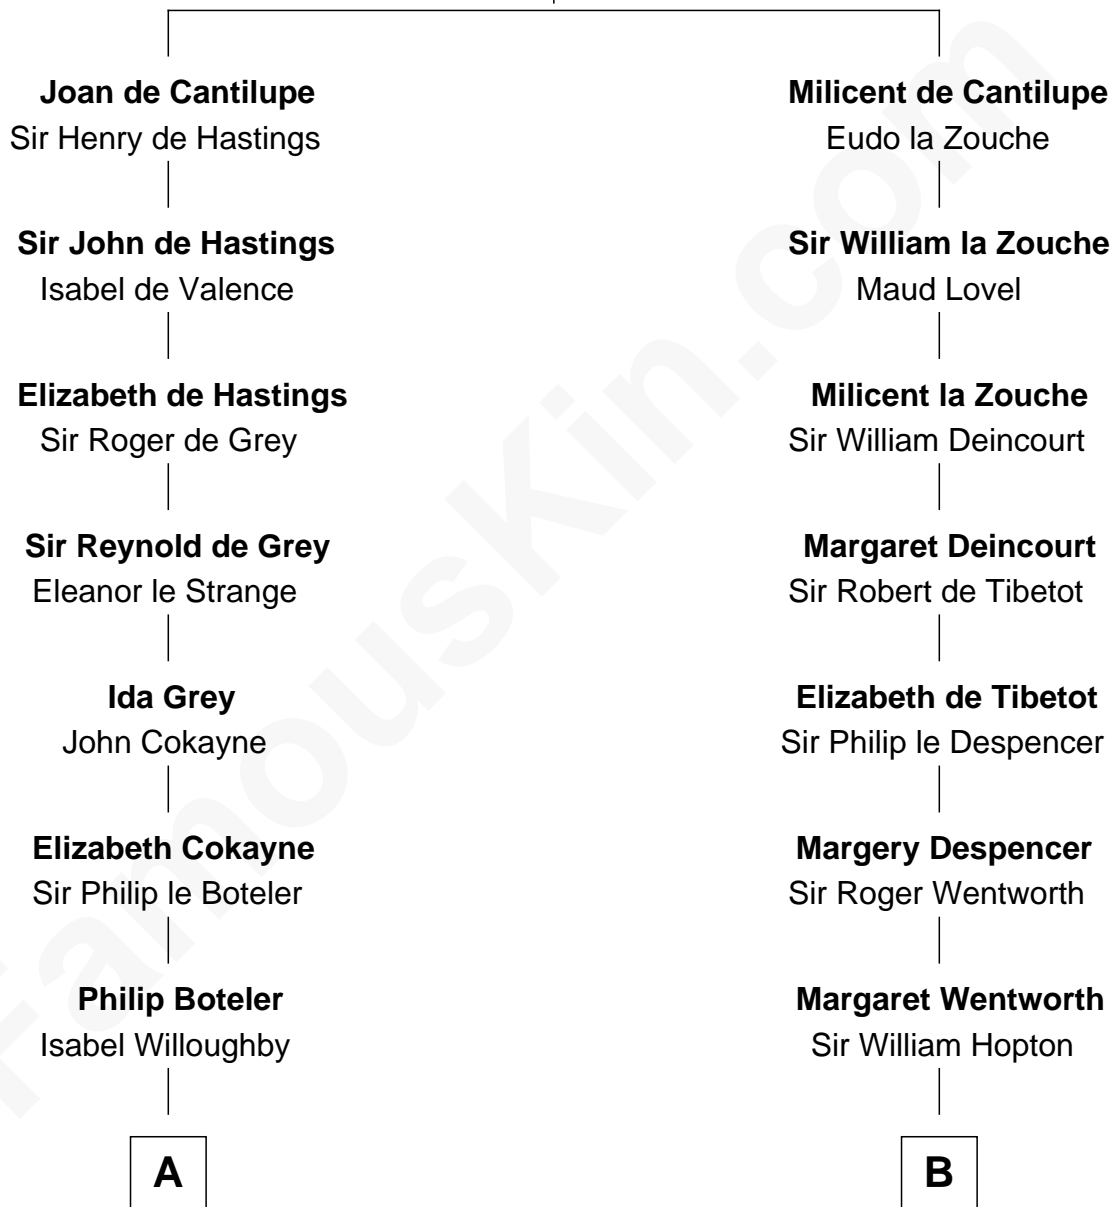 Joan de Cantilupe
Sir Henry de Hastings
Sir John de Hastings
Isabel de Valence
Elizabeth de Hastings
Sir Roger de Grey
Sir Reynold de Grey
Eleanor le Strange
Ida Grey
John Cokayne
Elizabeth Cokayne
Sir Philip le Boteler
Philip Boteler
Isabel Willoughby
A
Milicent de Cantilupe
Eudo la Zouche
Sir William la Zouche
Maud Lovel
Milicent la Zouche
Sir William Deincourt
Margaret Deincourt
Sir Robert de Tibetot
Elizabeth de Tibetot
Sir Philip le Despencer
Margery Despencer
Sir Roger Wentworth
Margaret Wentworth
Sir William Hopton
B
FamousKin.com